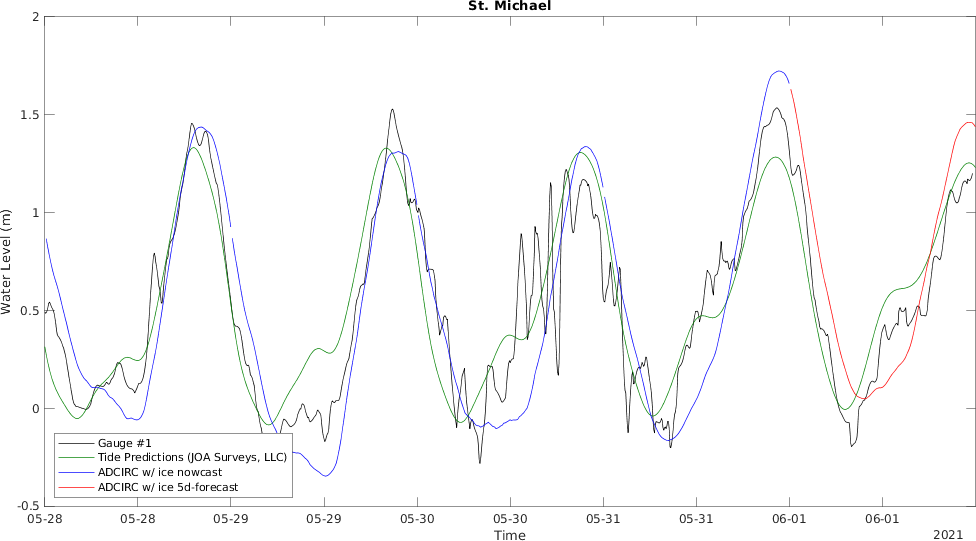 St. Michael
2
1.5
1
0.5
0
-0.5
Water Level (m)
Gauge #1
Tide Predictions (JOA Surveys, LLC)
ADCIRC w/ ice nowcast
ADCIRC w/ ice 5d-forecast
05-28 05-28 05-29 05-29 05-30 05-30 05-31 05-31 06-01 06-01
Time
2021